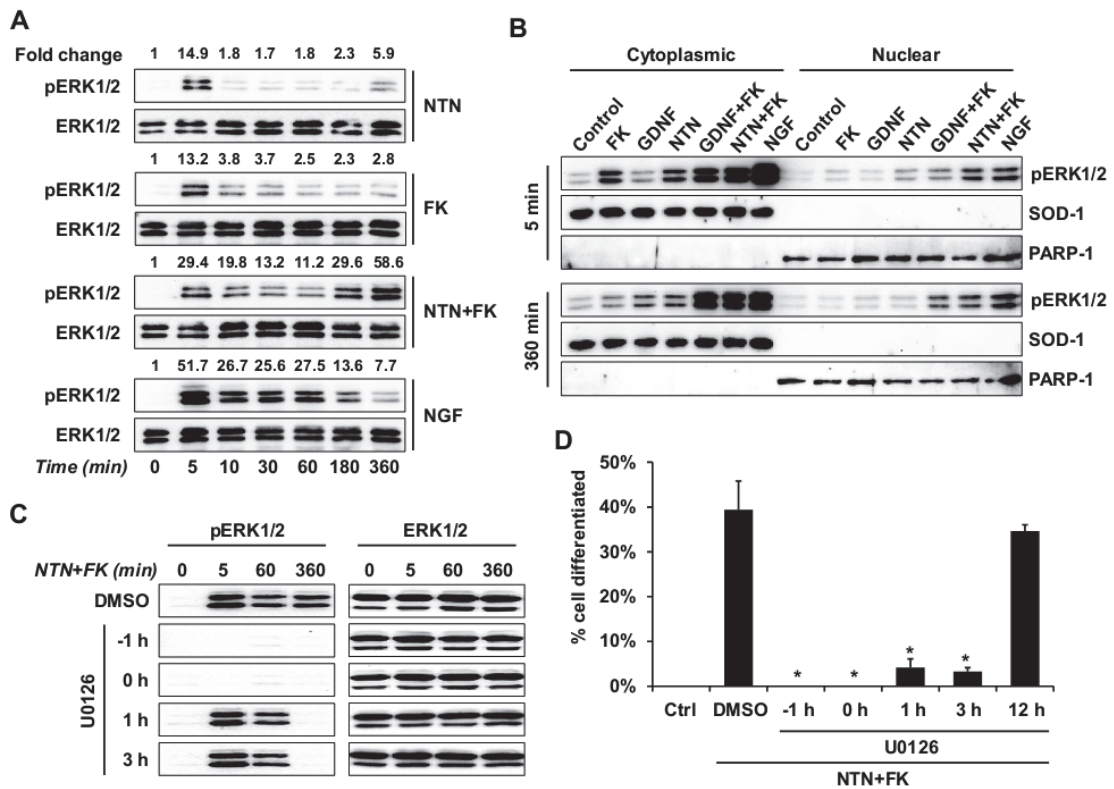 A
Fold change 1 14.9 1.8 1.7 1.8 2.3 5.9
pERK1/2
NTN
ERK1/2
1 13.2 3.8 3.7 2.5 2.3 2.8
pERK1/2
FK
ERK1/2
1 29.4 19.8 13.2 11.2 29.6 58.6
pERK1/2
NTN+FK
ERK1/2
1 51.7 26.7 25.6 27.5 13.6 7.7
pERK1/2
NGF
ERK1/2
Time (min) 0 5 10 30 60 180 360
B
Cytoplasmic Nuclear
Control FK GDNF NTN GDNF+FK NTN+FK NGF Control FK GDNF NTN GDNF+FK NTN+FK NGF
5 min
pERK1/2
SOD-1
PARP-1
360 min
pERK1/2
SOD-1
PARP-1
C
pERK1/2 ERK1/2
NTN+FK (min) 0 5 60 360 0 5 60 360
DMSO
U0126
-1 h
0 h
1 h
3 h
D
% cell differentiated
50%
40%
30%
20%
10%
0%
* * * *
Ctrl DMSO -1 h 0 h 1 h 3 h 12 h
U0126
NTN+FK